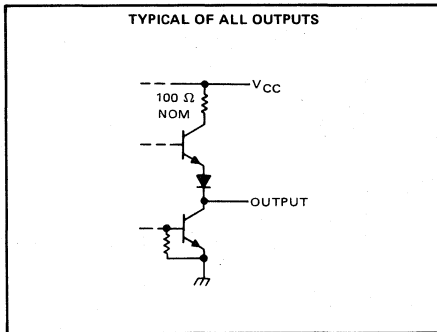 TYPICAL OF ALL OUTPUTS
VCC
100 Ω
NOM
OUTPUT